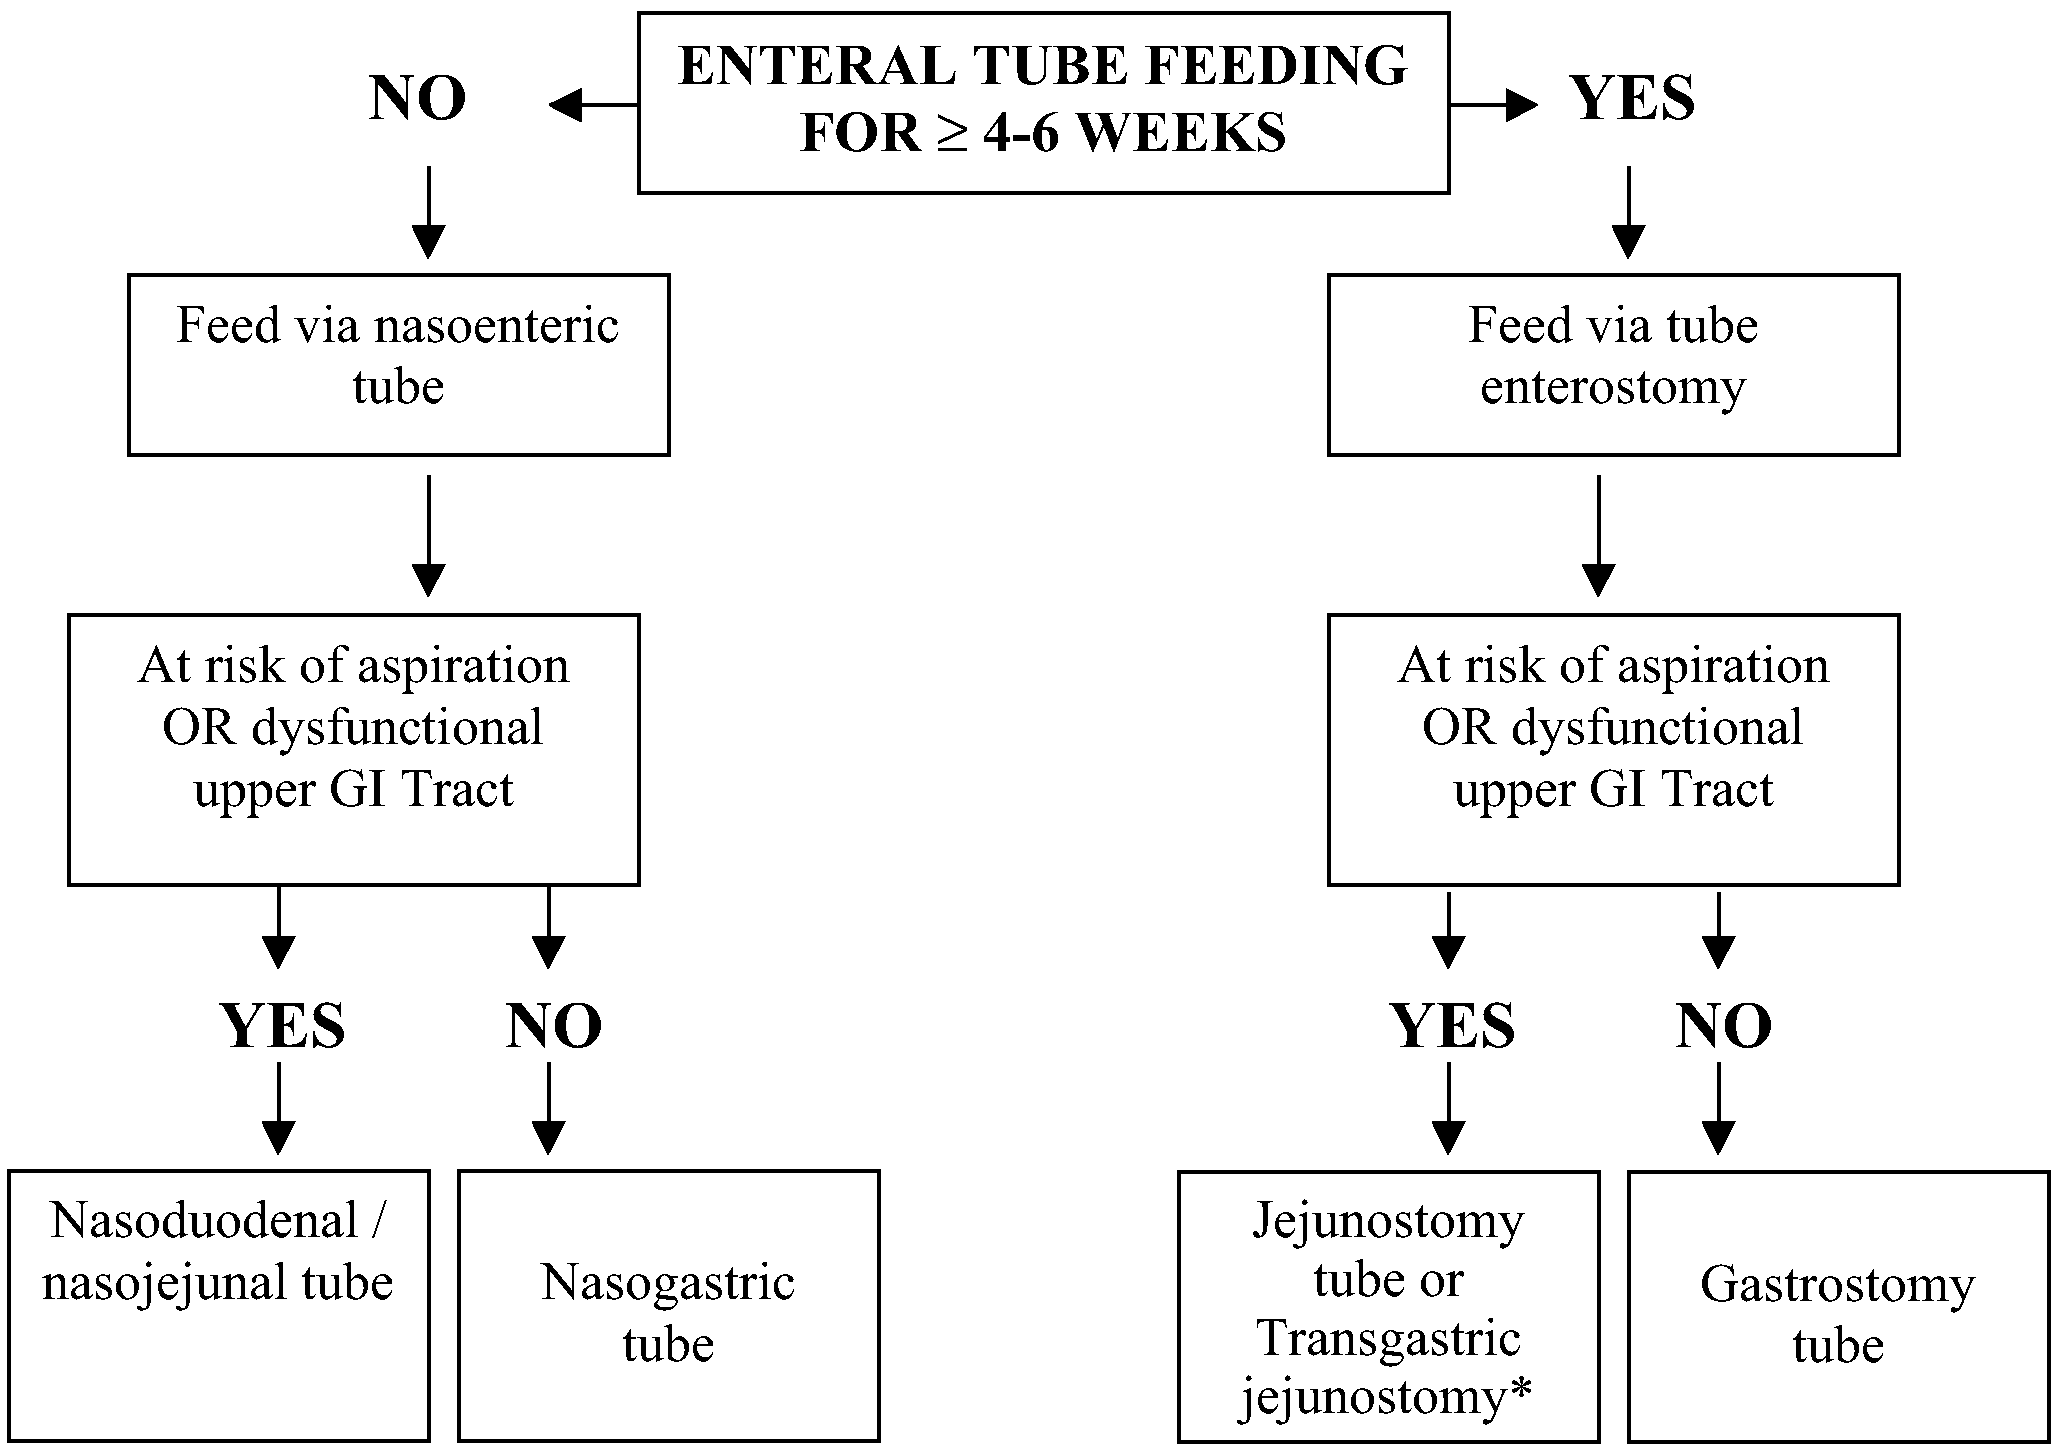 ENTERAL TUBE FEEDING
FOR ≥ 4-6 WEEKS
NO
YES
Feed via nasoenteric
tube
Feed via tube
enterostomy
At risk of aspiration
OR dysfunctional
upper GI Tract
At risk of aspiration
OR dysfunctional
upper GI Tract
YES
NO
YES
NO
Nasoduodenal /
nasojejunal tube
Nasogastric
tube
Jejunostomy
tube or
Transgastric
jejunostomy*
Gastrostomy
tube